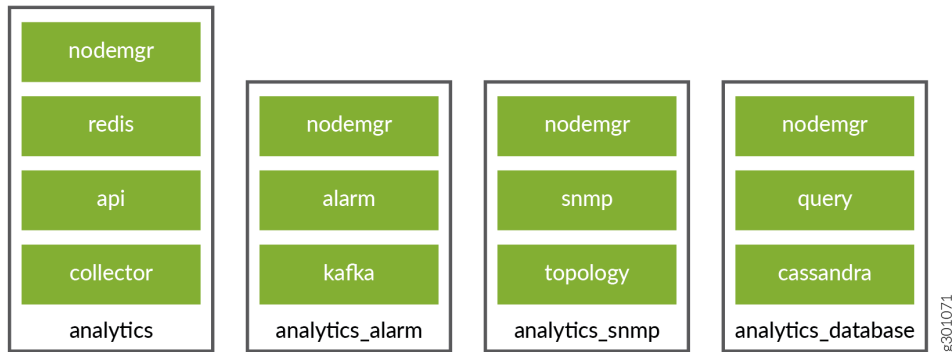 nodemgr
redis
api
collector
analytics
nodemgr
alarm
kafka
analytics_alarm
nodemgr
snmp
topology
analytics_snmp
nodemgr
query
cassandra
analytics_database
g301071